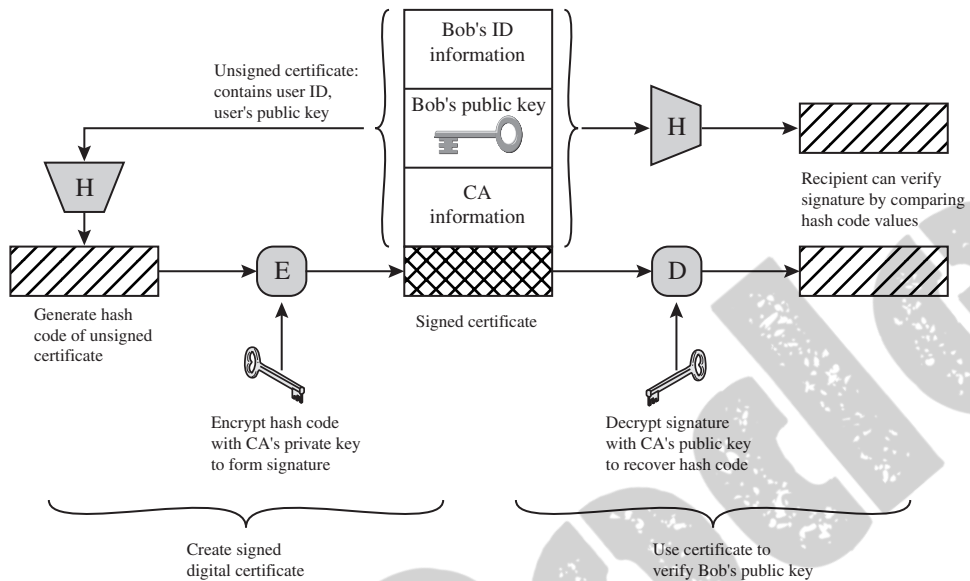 Bob's ID
information
Unsigned certificate:
contains user ID,
user's public key
Bob's public key
H
H
CA
information
Recipient can verify
signature by comparing
hash code values
E
D
Generate hash
code of unsigned
certificate
Signed certificate
Encrypt hash code
with CA's private key
to form signature
Decrypt signature
with CA's public key
to recover hash code
Create signed
digital certificate
Use certificate to
verify Bob's public key